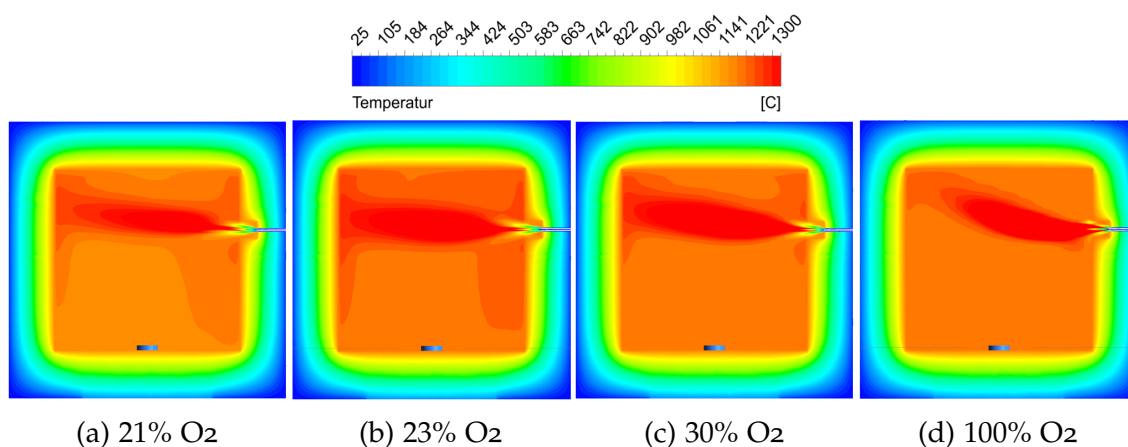 25 105 184 264 344 424 503 583 663 742 822 902 982 1061 1141 1221 1300
Temperatur [C]
(a) 21% O2 (b) 23% O2 (c) 30% O2 (d) 100% O2